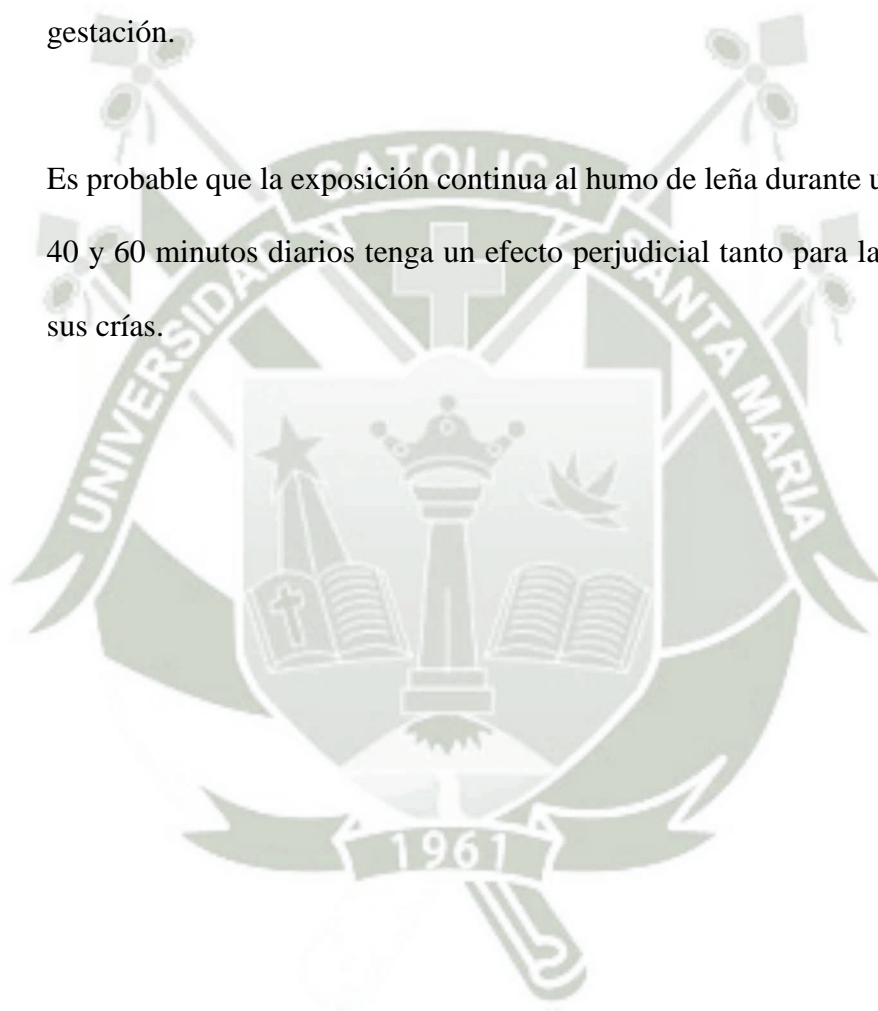 gestación.
Es probable que la exposición continua al humo de leña durante
40 y 60 minutos diarios tenga un efecto perjudicial tanto para la
sus crías.
UNIVERSIDAD CATOLICA SANTA MARIA
1961